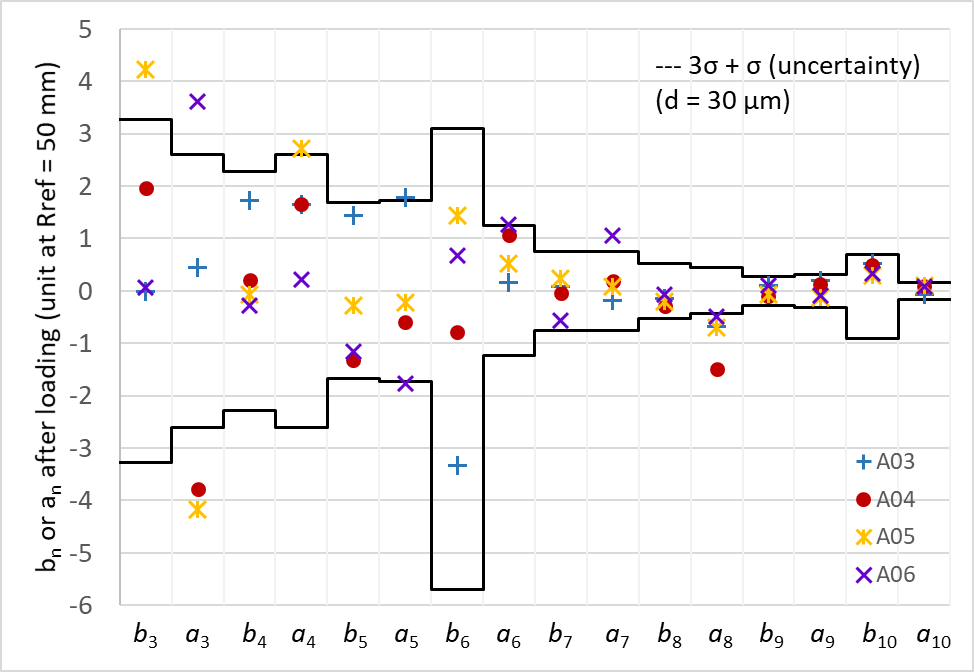 5
4
3
2
1
0
-1
-2
-3
-4
-5
-6
bn or an after loading (unit at Rref = 50 mm)
--- 3σ + σ (uncertainty)
(d = 30 µm)
A03
A04
A05
A06
b3 a3 b4 a4 b5 a5 b6 a6 b7 a7 b8 a8 b9 a9 b10 a10